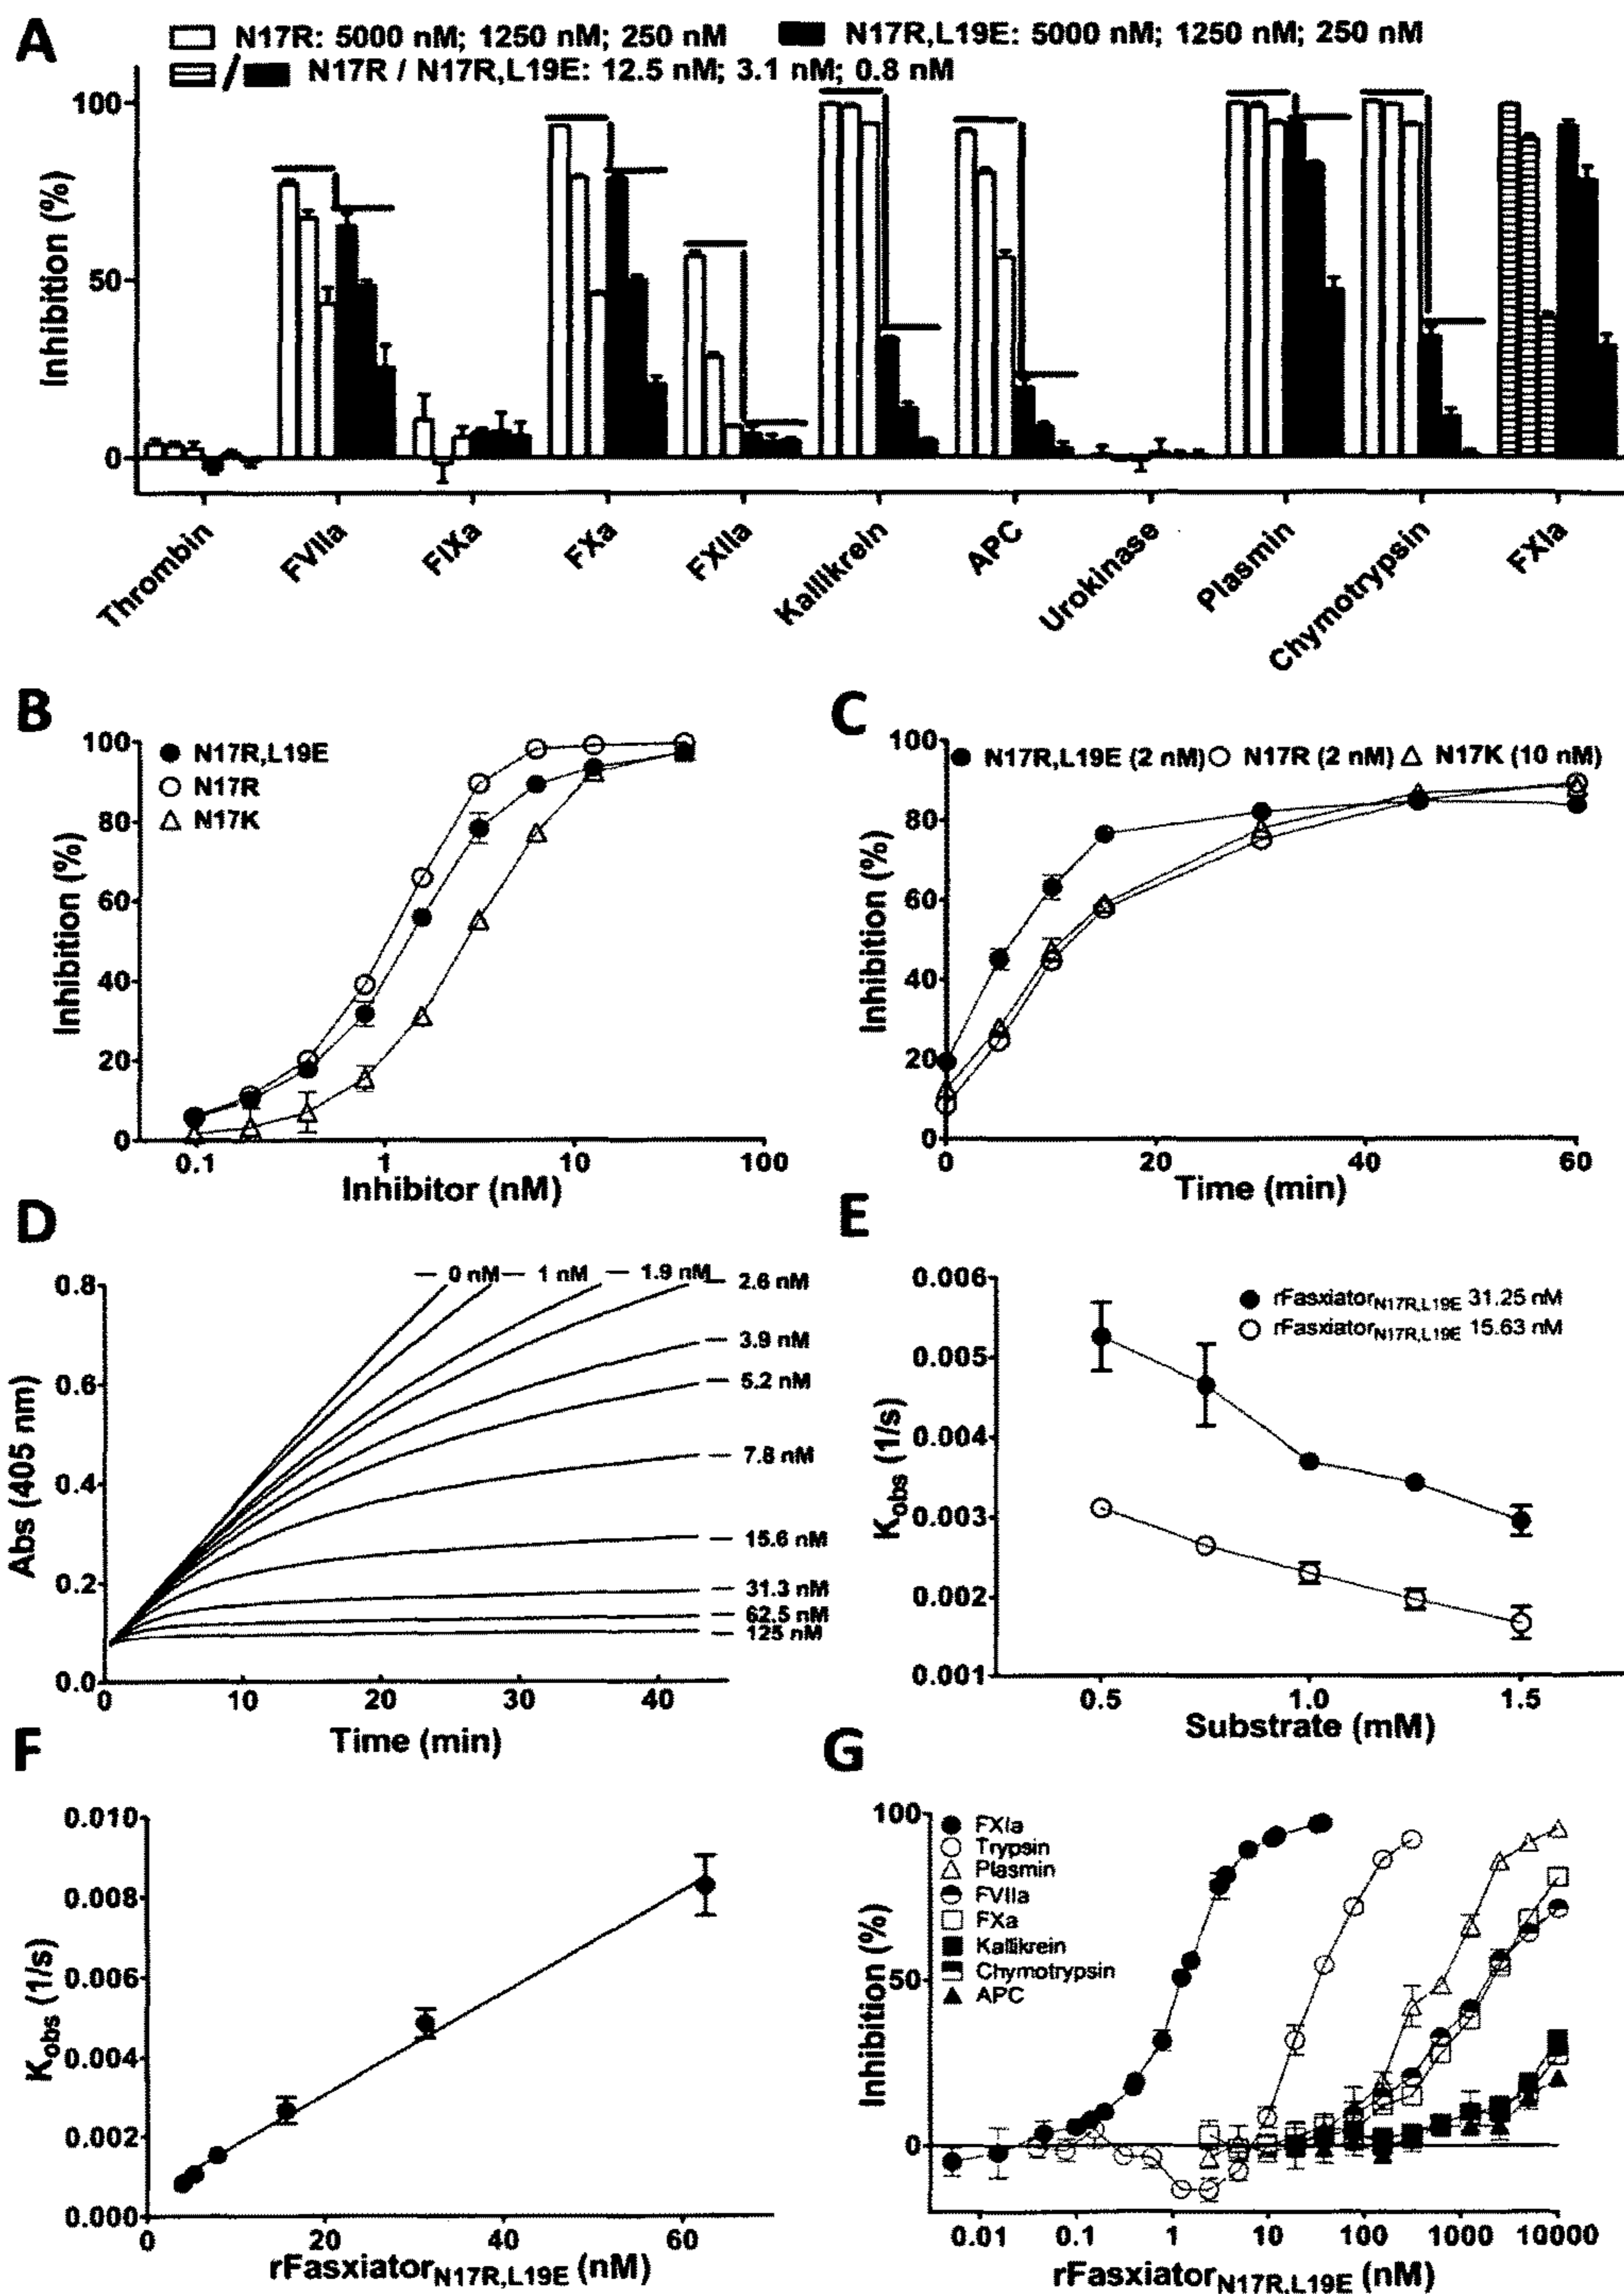 A
N17R: 5000 nM; 1250 nM; 250 nM N17R,L19E: 5000 nM; 1250 nM; 250 nM
/ N17R / N17R,L19E: 12.5 nM; 3.1 nM; 0.8 nM
Inhibition (%)
100
50
0
Thrombin
FVIIa
FIXa
FXa
FXIIa
Kallikrein
APC
Urokinase
Plasmin
Chymotrypsin
FXIa
B
N17R,L19E
N17R
N17K
Inhibition (%)
100
80
60
40
20
0
0.1 1 10 100
Inhibitor (nM)
C
N17R,L19E (2 nM) N17R (2 nM) N17K (10 nM)
Inhibition (%)
100
80
60
40
20
0
0 20 40 60
Time (min)
D
0 nM 1 nM 1.9 nM
2.6 nM
3.9 nM
5.2 nM
7.8 nM
15.6 nM
31.3 nM
62.5 nM
125 nM
Abs (405 nm)
0.8
0.6
0.4
0.2
0.0
0 10 20 30 40
Time (min)
E
rFasxiatorN17R,L19E 31.25 nM
rFasxiatorN17R,L19E 15.63 nM
Kobs (1/s)
0.006
0.005
0.004
0.003
0.002
0.001
0.5 1.0 1.5
Substrate (mM)
F
Kobs (1/s)
0.010
0.008
0.006
0.004
0.002
0.000
0 20 40 60
rFasxiatorN17R,L19E (nM)
G
FXIa
Trypsin
Plasmin
FVIIa
FXa
Kallikrein
Chymotrypsin
APC
Inhibition (%)
100
50
0
0.01 0.1 1 10 100 1000 10000
rFasxiatorN17R,L19E (nM)